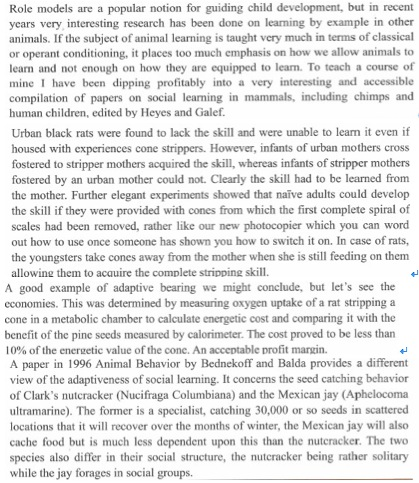 Role models are a popular notion for guiding child development, but in recent
years very interesting research has been done on learning by example in other
animals. If the subject of animal learning is taught very much in terms of classical
or operant conditioning, it places too much emphasis on how we allow animals to
learn and not enough on how they are equipped to learn. To teach a course of
mine I have been dipping profitably into a very interesting and accessible
compilation of papers on social learning in mammals, including chimps and
human children, edited by Heyes and Galef.
Urban black rats were found to lack the skill and were unable to learn it even if
housed with experiences cone strippers. However, infants of urban mothers cross
fostered to stripper mothers acquired the skill, whereas infants of stripper mothers
fostered by an urban mother could not. Clearly the skill had to be learned from
the mother. Further elegant experiments showed that naïve adults could develop
the skill if they were provided with cones from which the first complete spiral of
scales had been removed, rather like our new photocopier which you can word
out how to use once someone has shown you how to switch it on. In case of rats,
the youngsters take cones away from the mother when she is still feeding on them
allowing them to acquire the complete stripping skill.
A good example of adaptive bearing we might conclude, but let's see the
economies. This was determined by measuring oxygen uptake of a rat stripping a
cone in a metabolic chamber to calculate energetic cost and comparing it with the
benefit of the pine seeds measured by calorimeter. The cost proved to be less than
10% of the energetic value of the cone. An acceptable profit margin.
A paper in 1996 Animal Behavior by Bednekoff and Balda provides a different
view of the adaptiveness of social learning. It concerns the seed catching behavior
of Clark's nutcracker (Nucifraga Columbiana) and the Mexican jay (Aphelocoma
ultramarine). The former is a specialist, catching 30,000 or so seeds in scattered
locations that it will recover over the months of winter, the Mexican jay will also
cache food but is much less dependent upon this than the nutcracker. The two
species also differ in their social structure, the nutcracker being rather solitary
while the jay forages in social groups.